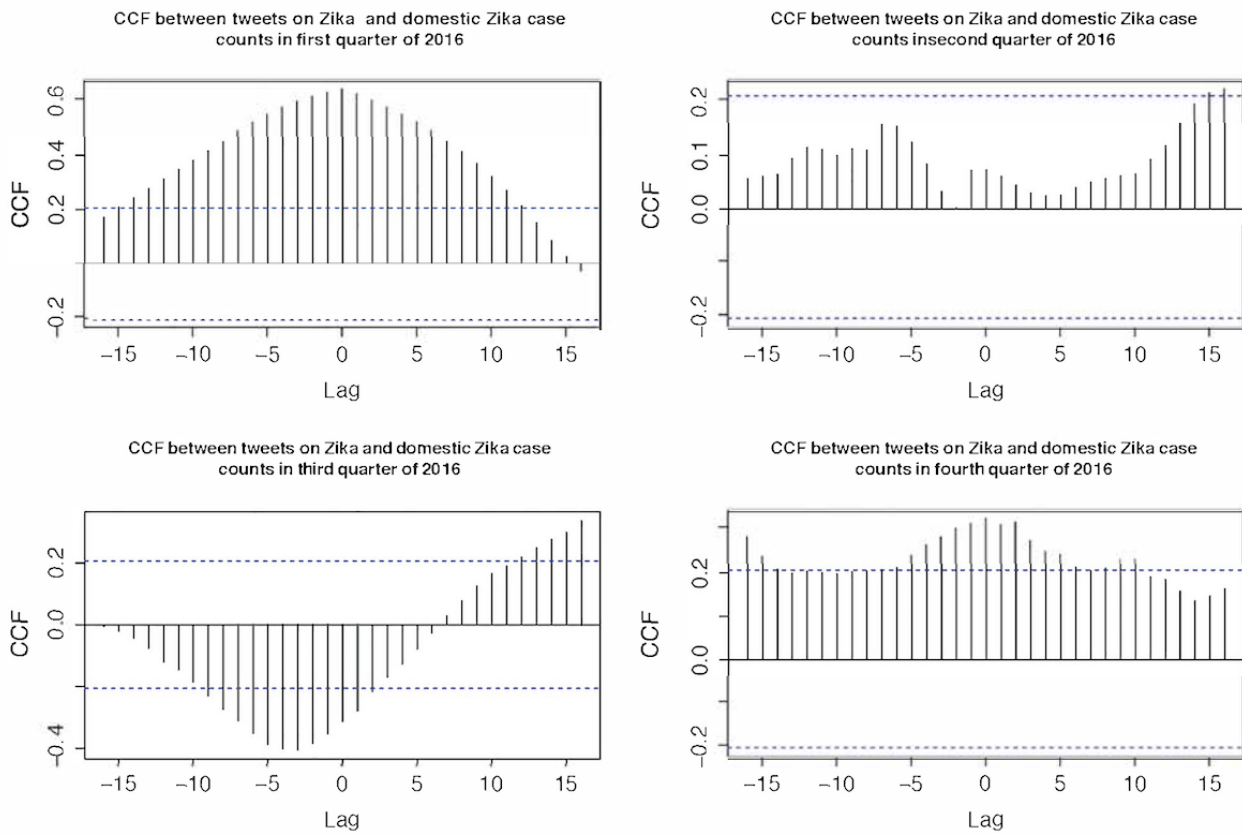 CCF between tweets on Zika and domestic Zika case
counts in first quarter of 2016
CCF
0.6
0.4
0.2
−0.2
−15 −10 −5 0 5 10 15
Lag
CCF between tweets on Zika and domestic Zika case
counts insecond quarter of 2016
CCF
0.2
0.1
0.0
−0.2
−15 −10 −5 0 5 10 15
Lag
CCF between tweets on Zika and domestic Zika case
counts in third quarter of 2016
CCF
0.2
0.0
−0.4
−15 −10 −5 0 5 10 15
Lag
CCF between tweets on Zika and domestic Zika case
counts in fourth quarter of 2016
CCF
0.2
0.0
−0.2
−15 −10 −5 0 5 10 15
Lag